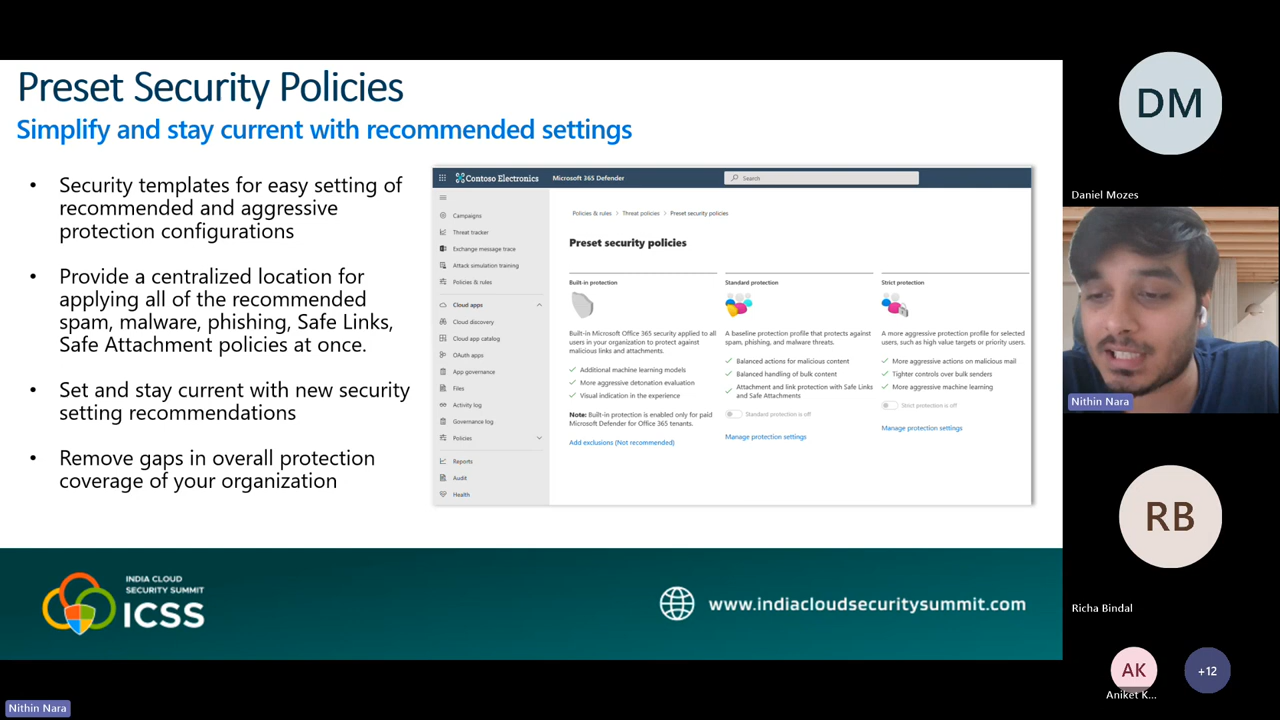 Preset Security Policies
Simplify and stay current with recommended settings
• Security templates for easy setting of
recommended and aggressive
protection configurations
• Provide a centralized location for
applying all of the recommended
spam, malware, phishing, Safe Links,
Safe Attachment policies at once.
• Set and stay current with new security
setting recommendations
• Remove gaps in overall protection
coverage of your organization
Contoso Electronics
Microsoft 365 Defender
Search
Campaigns
Threat tracker
Exchange message trace
Attack simulation training
Policies & rules
Cloud apps
Cloud discovery
Cloud app catalog
OAuth apps
App governance
Files
Activity log
Governance log
Policies
Reports
Audit
Health
Policies & rules > Threat policies > Preset security policies
Preset security policies
Built-in protection
Built-in Microsoft Office 365 security applied to all
users in your organization to protect against
malicious links and attachments.
Additional machine learning models
More aggressive detonation evaluation
Visual indication in the experience
Note: Built-in protection is enabled only for paid
Microsoft Defender for Office 365 tenants.
Add exclusions (Not recommended)
Standard protection
A baseline protection profile that protects against
spam, phishing, and malware threats.
Balanced actions for malicious content
Balanced handling of bulk content
Attachment and link protection with Safe Links
and Safe Attachments
Standard protection is off
Manage protection settings
Strict protection
A more aggressive protection profile for selected
users, such as high value targets or priority users.
More aggressive actions on malicious mail
Tighter controls over bulk senders
More aggressive machine learning
Strict protection is off
Manage protection settings
INDIA CLOUD
SECURITY SUMMIT
ICSS
www.indiacloudsecuritysummit.com
DM
Daniel Mozes
Nithin Nara
RB
Richa Bindal
AK
Aniket K...
+12
Nithin Nara